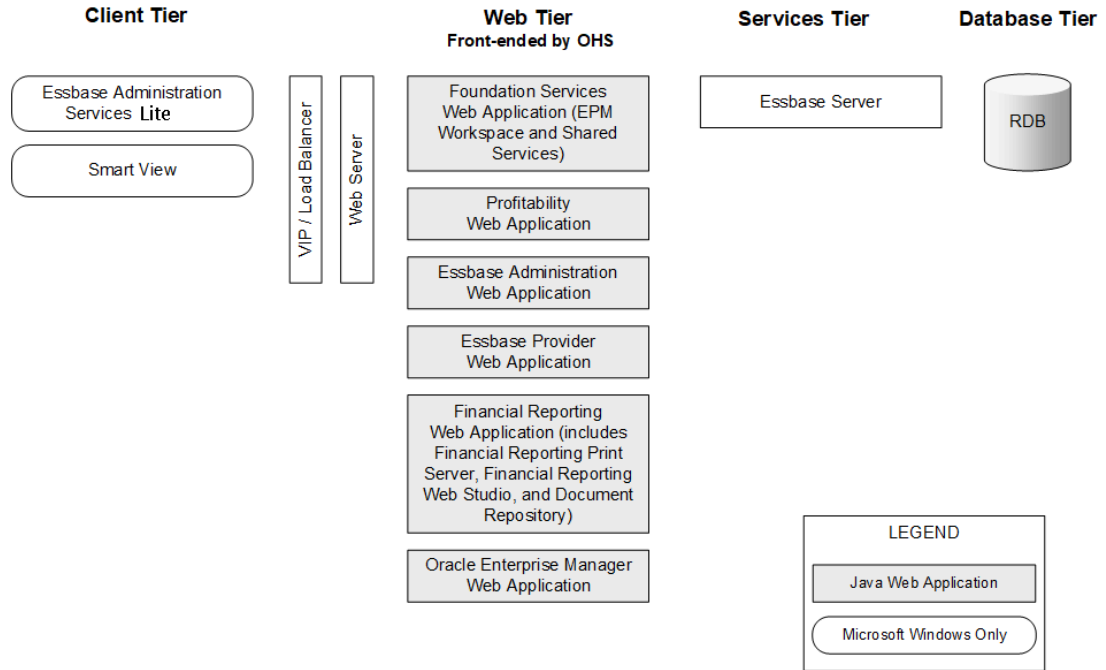 Client Tier
Essbase Administration
Services Lite
Smart View
VIP / Load Balancer
Web Server
Web Tier
Front-ended by OHS
Foundation Services
Web Application (EPM
Workspace and Shared
Services)
Profitability
Web Application
Essbase Administration
Web Application
Essbase Provider
Web Application
Financial Reporting
Web Application (includes
Financial Reporting Print
Server, Financial Reporting
Web Studio, and Document
Repository)
Oracle Enterprise Manager
Web Application
Services Tier
Essbase Server
Database Tier
RDB
LEGEND
Java Web Application
Microsoft Windows Only